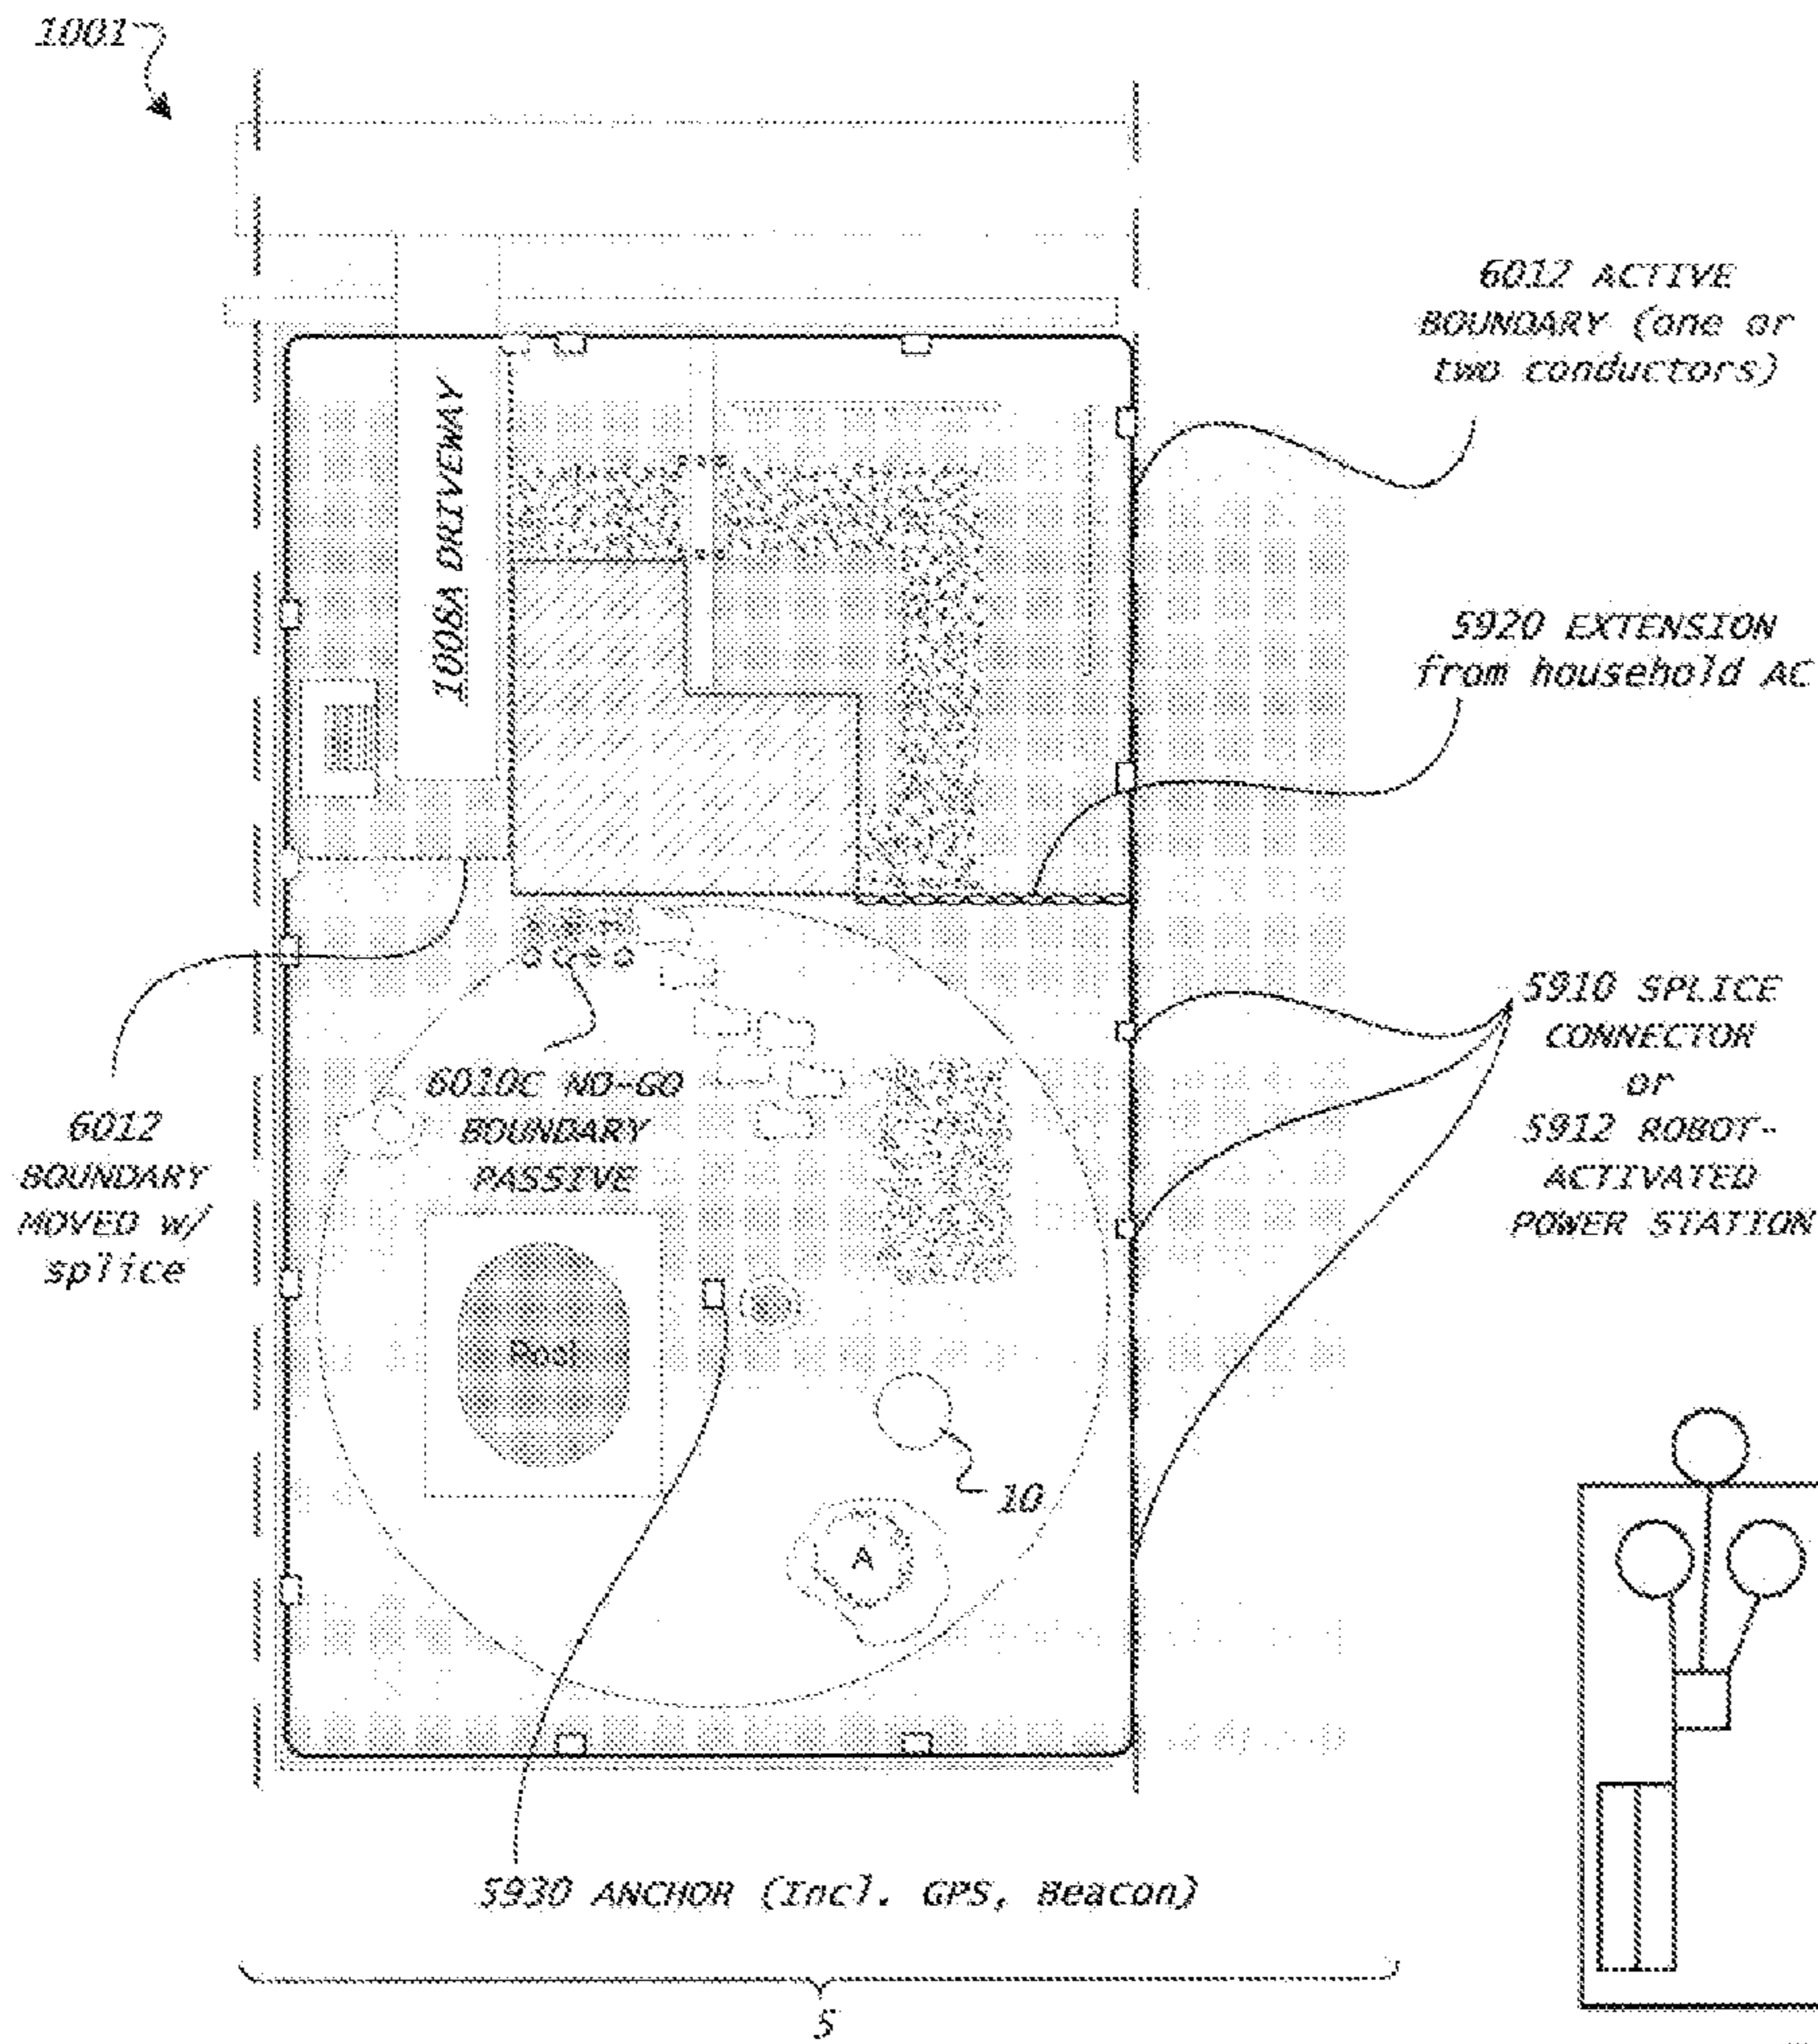 1001
6012 ACTIVE
BOUNDARY (one or
two conductors)
1008A DRIVEWAY
5920 EXTENSION
from household AC
5910 SPLICE
CONNECTOR
or
5912 ROBOT-
ACTIVATED
POWER STATION
6010C NO-GO
BOUNDARY
PASSIVE
6012
BOUNDARY
MOVED w/
splice
Pool
10
A
5930 ANCHOR (Incl. GPS, Beacon)
5